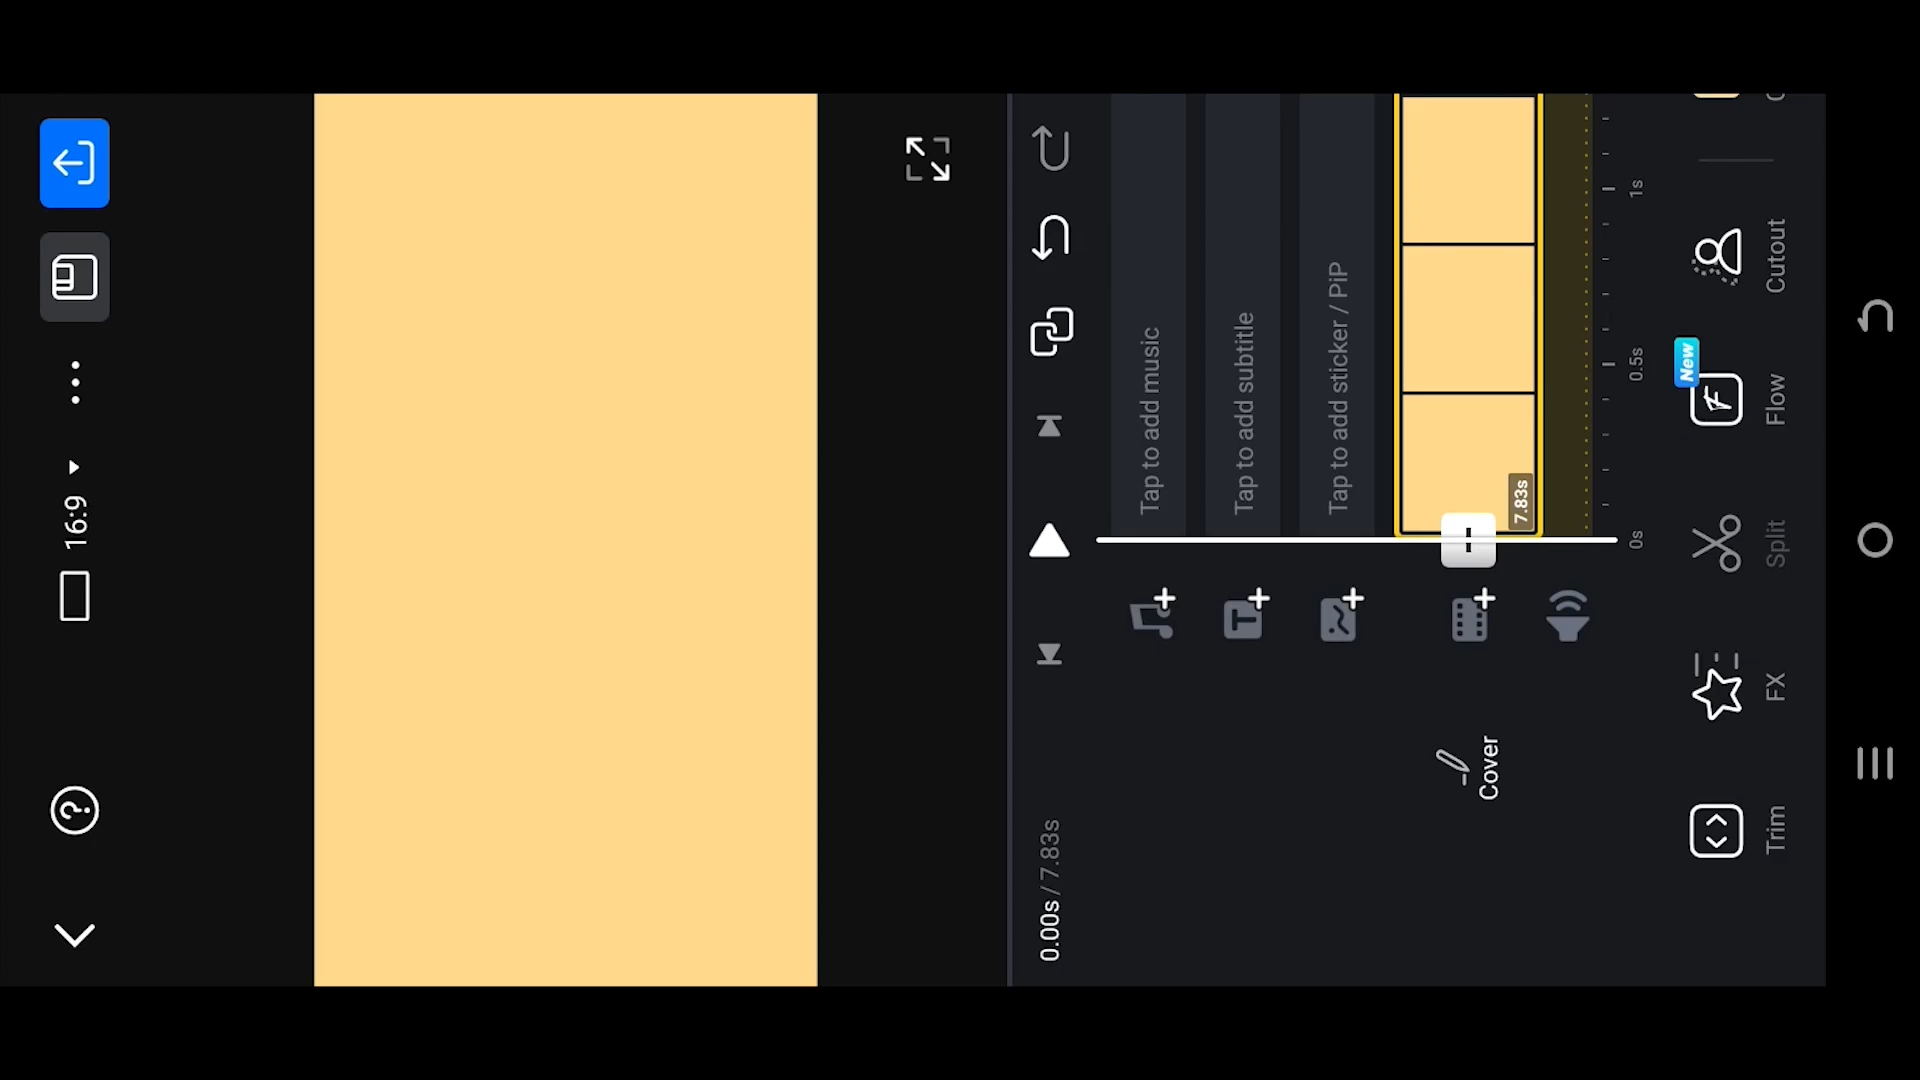 16:9
0.00s / 7.83s
Tap to add music
Tap to add subtitle
Tap to add sticker / PiP
Cover
7.83s
0s
0.5s
1s
Trim
FX
Split
New
Flow
Cutout